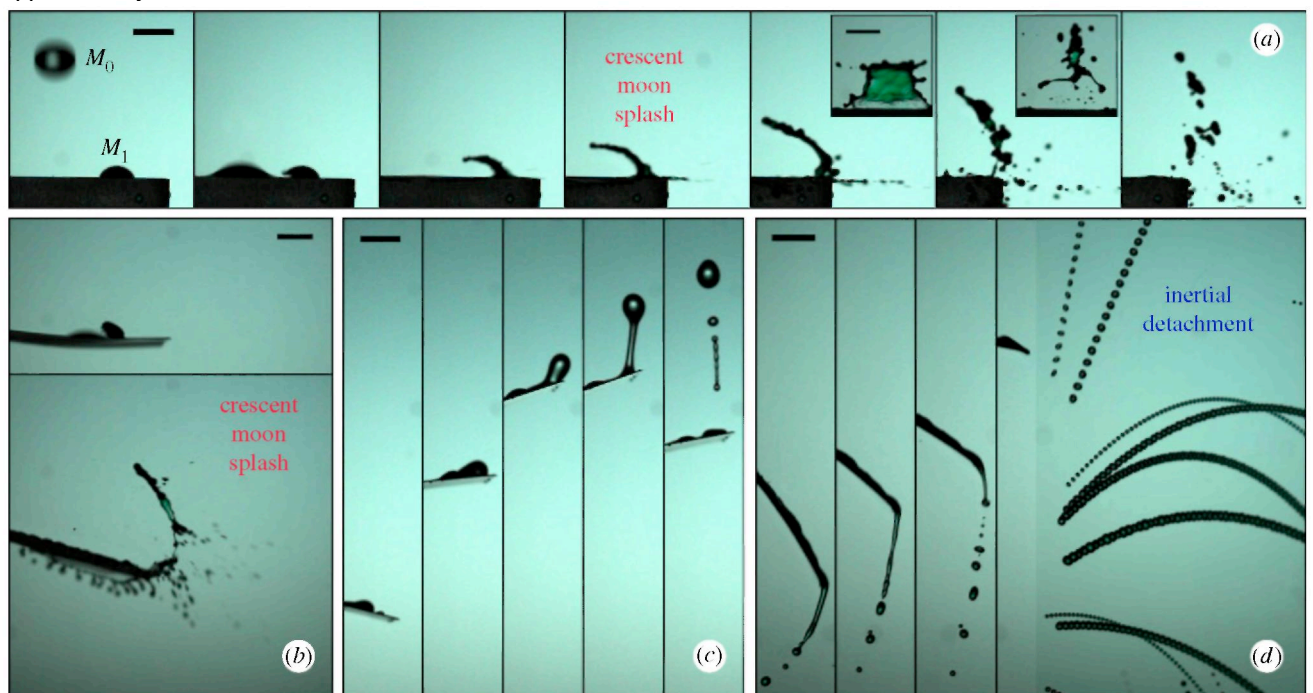 M₀
M₁
crescent
moon
splash
(a)
crescent
moon
splash
(b)
(c)
inertial
detachment
(d)